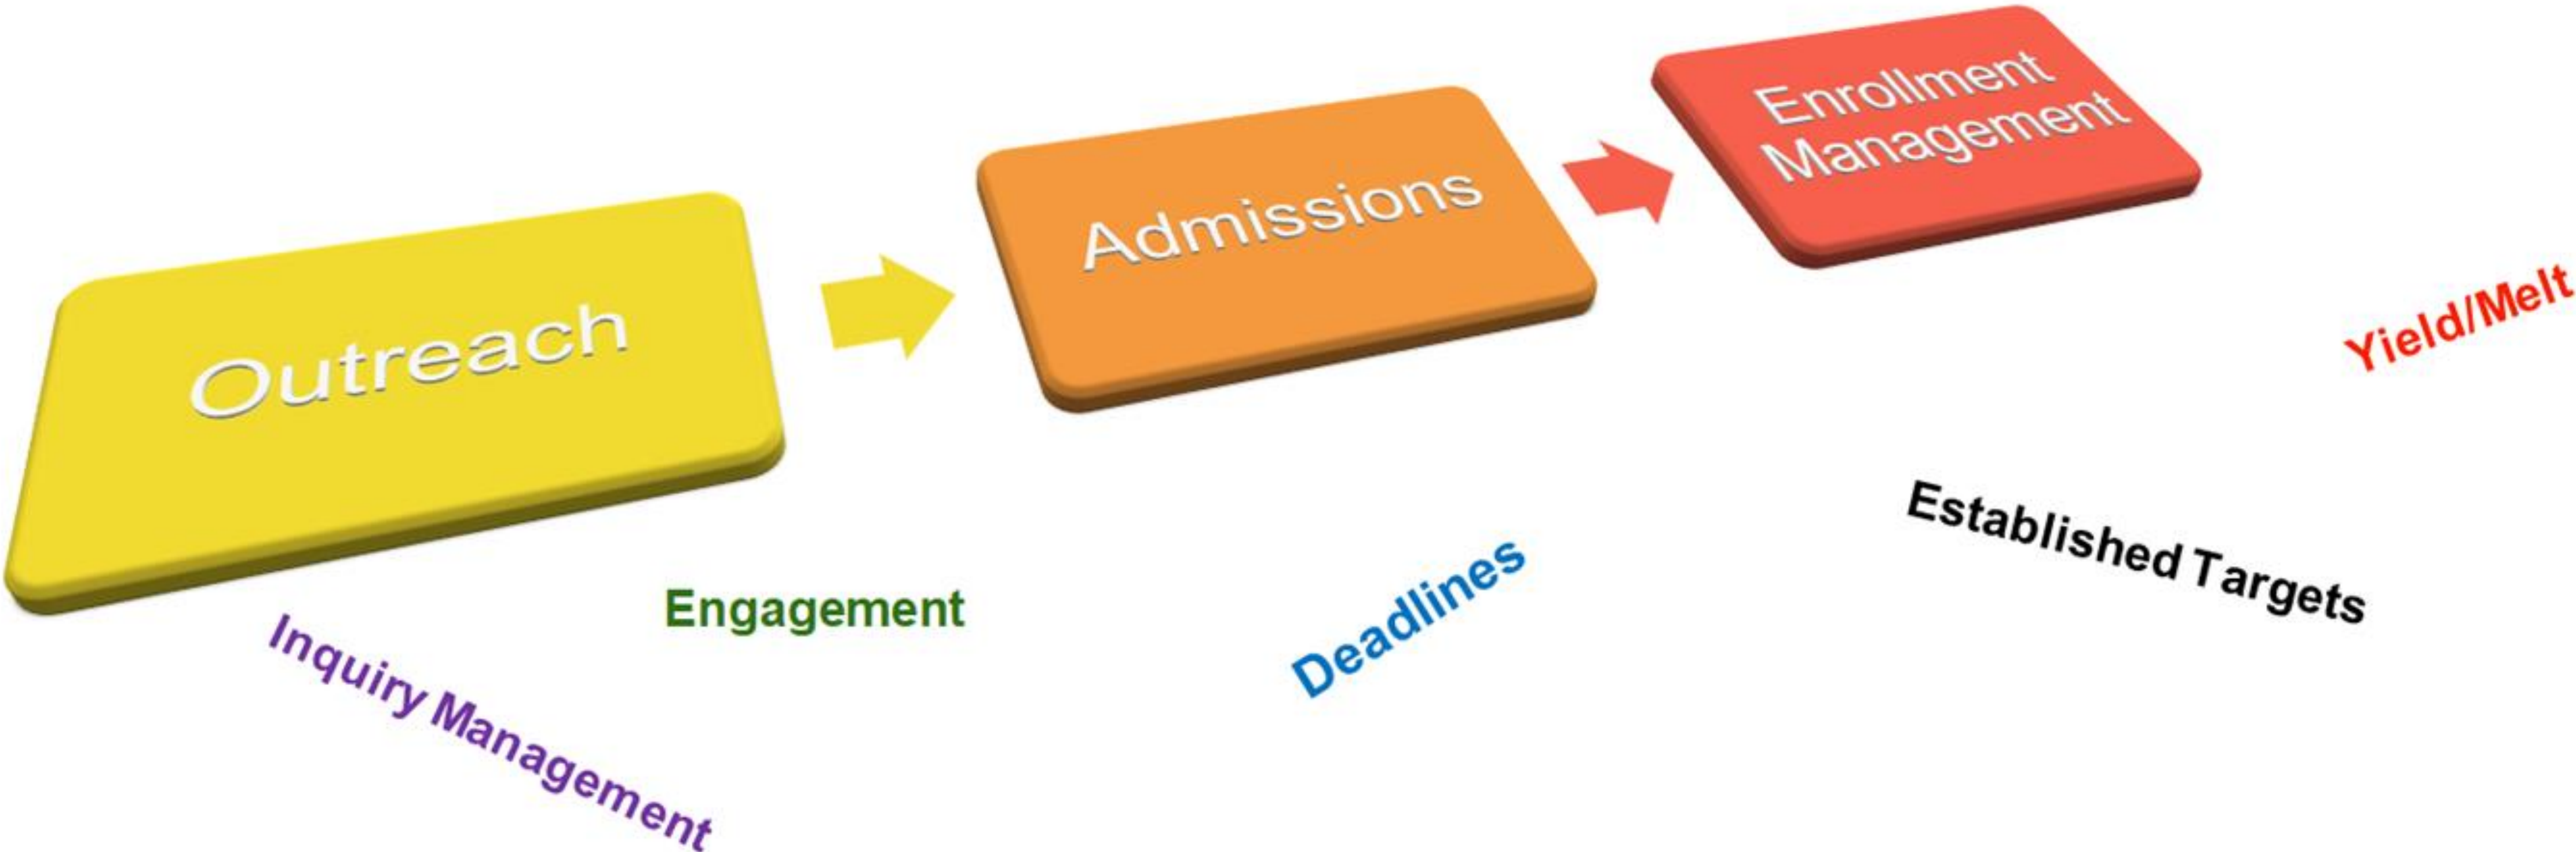 Outreach
Admissions
Enrollment
Management
Inquiry Management
Engagement
Deadlines
Established Targets
Yield/Melt